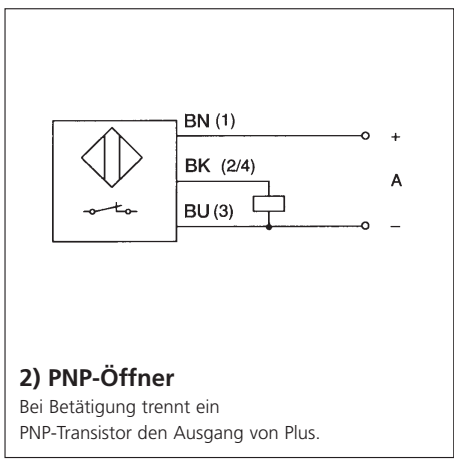 BN (1)
+
BK (2/4)
A
BU (3)
–
2) PNP-Öffner
Bei Betätigung trennt ein
PNP-Transistor den Ausgang von Plus.